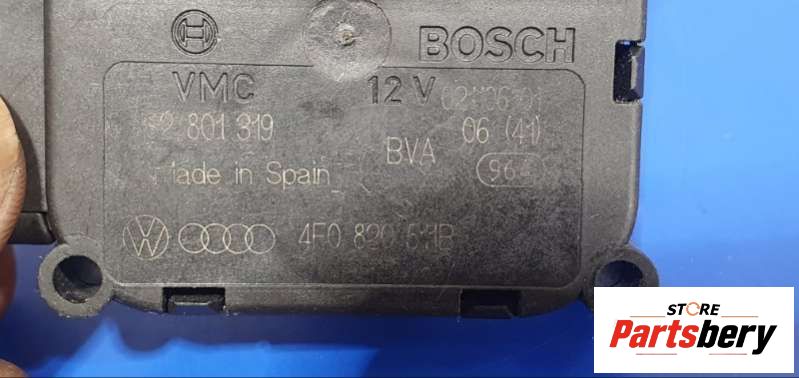 BOSCH
VMC 12 V
801 319 BVA 06 (41)
Made in Spain 964
4F0 820
STORE
Partsbery